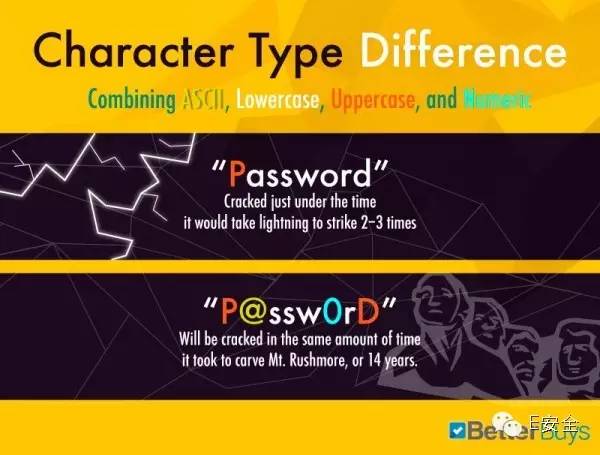 Character Type Difference
Combining ASCII, Lowercase, Uppercase, and Numeric
“Password”
Cracked just under the time
it would take lightning to strike 2–3 times
“P@ssw0rD”
Will be cracked in the same amount of time
it took to carve Mt. Rushmore, or 14 years.
E安全
BetterBuys